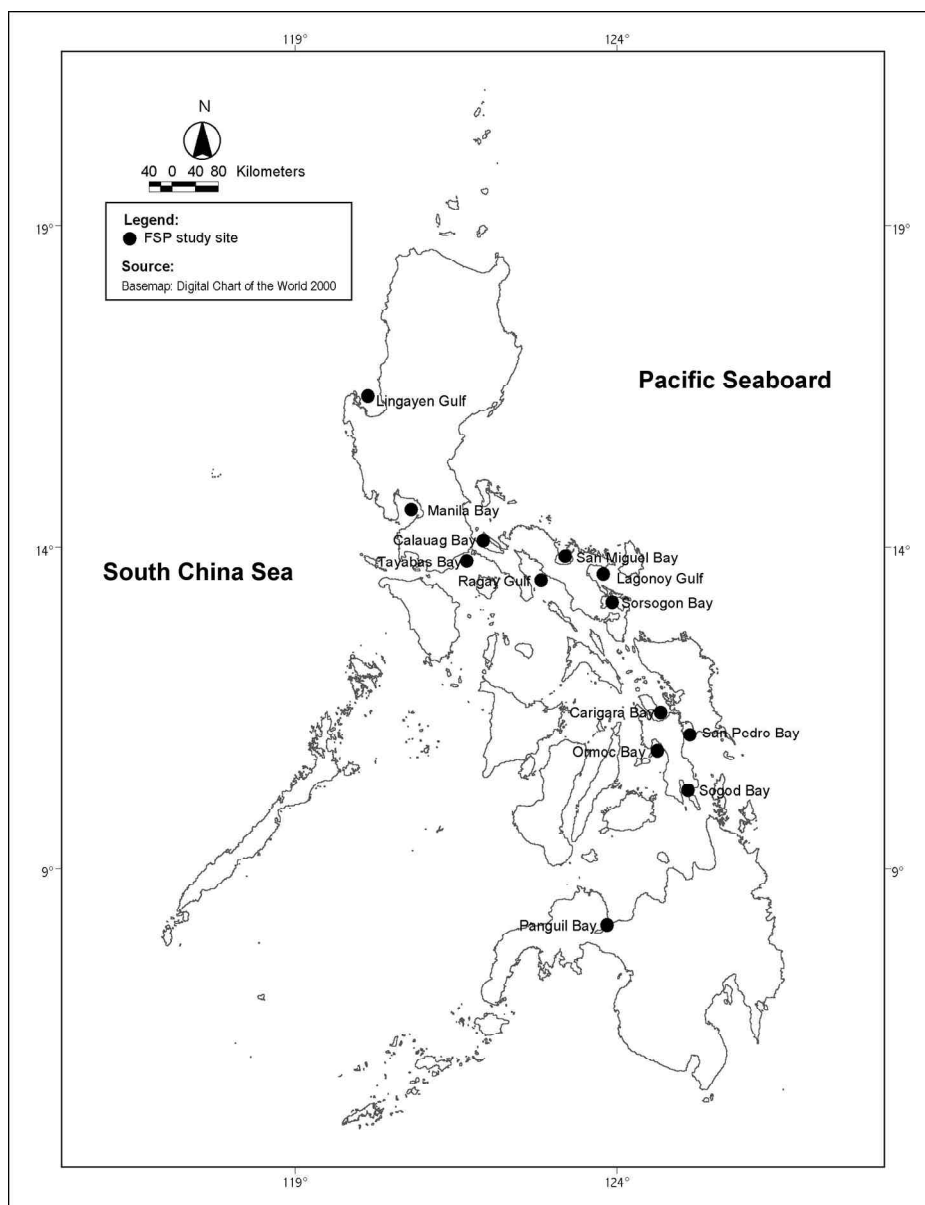 119°
124°
N
40 0 40 80 Kilometers
Legend:
FSP study site
Source:
Basemap: Digital Chart of the World 2000
19°
19°
Pacific Seaboard
Lingayen Gulf
Manila Bay
Calauag Bay
14°
14°
San Miguel Bay
Tayabas Bay
South China Sea
Ragay Gulf
Lagonoy Gulf
Sorsogon Bay
Carigara Bay
San Pedro Bay
Ormoc Bay
Sogod Bay
9°
9°
Panguil Bay
119°
124°